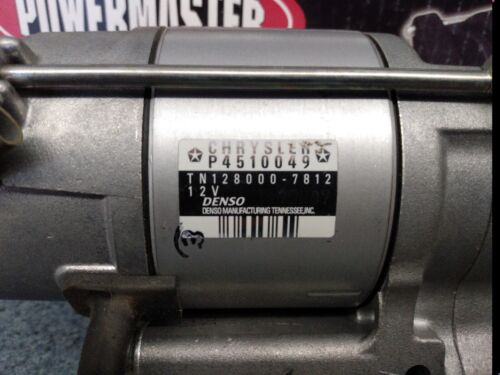 POWERMASTER
CHRYSLER
P4510049
TN128000-7812
12V
DENSO
DENSO MANUFACTURING TENNESSEE, INC.